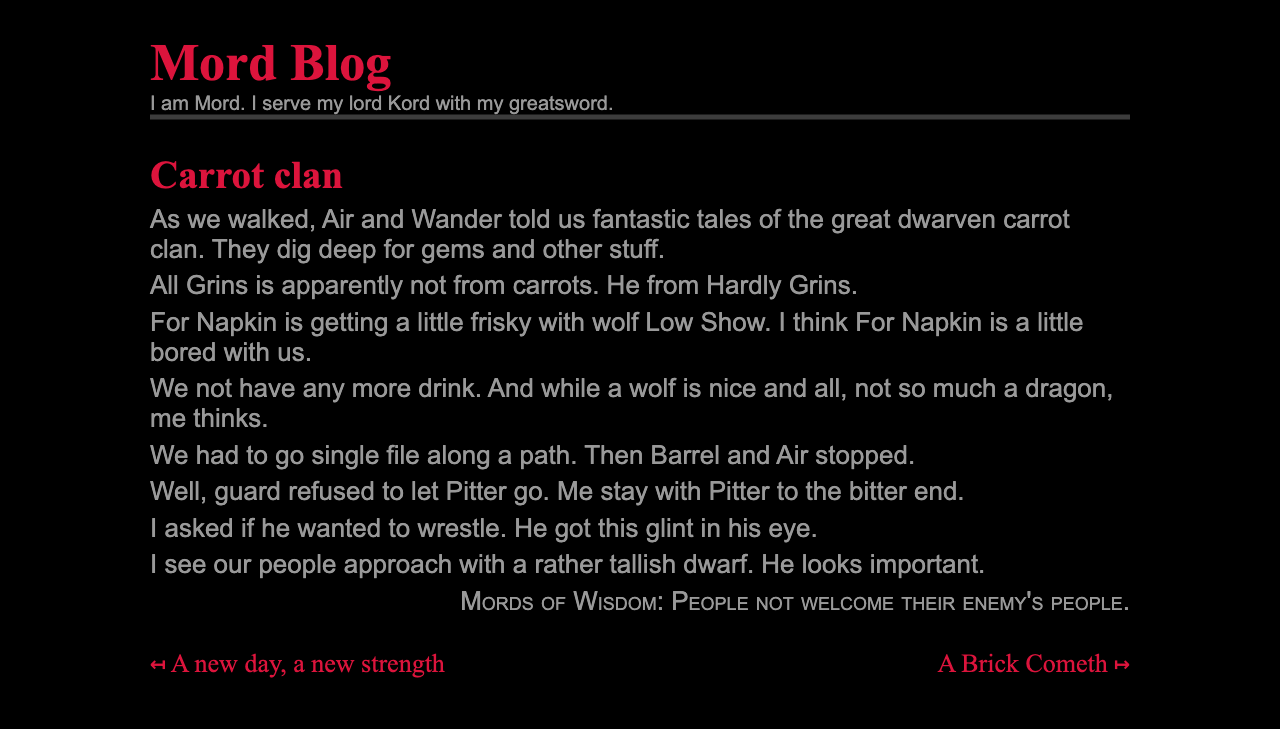 Mord Blog
I am Mord. I serve my lord Kord with my greatsword.
Carrot clan
As we walked, Air and Wander told us fantastic tales of the great dwarven carrot
clan. They dig deep for gems and other stuff.
All Grins is apparently not from carrots. He from Hardly Grins.
For Napkin is getting a little frisky with wolf Low Show. I think For Napkin is a little
bored with us.
We not have any more drink. And while a wolf is nice and all, not so much a dragon,
me thinks.
We had to go single file along a path. Then Barrel and Air stopped.
Well, guard refused to let Pitter go. Me stay with Pitter to the bitter end.
I asked if he wanted to wrestle. He got this glint in his eye.
I see our people approach with a rather tallish dwarf. He looks important.
Mords of Wisdom: People not welcome their enemy's people.
↤ A new day, a new strength
A Brick Cometh ↦